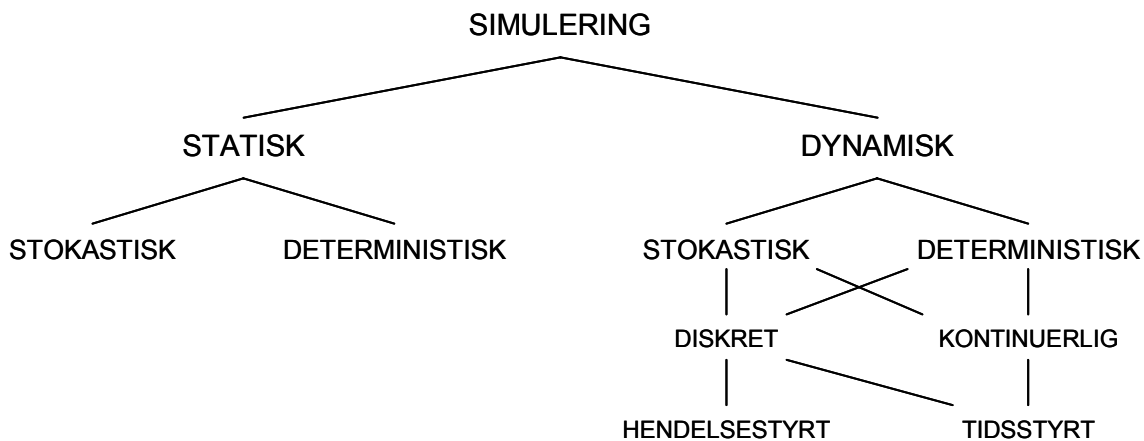 SIMULERING
STATISK DYNAMISK
STOKASTISK DETERMINISTISK STOKASTISK DETERMINISTISK
DISKRET KONTINUERLIG
HENDELSESTYRT TIDSSTYRT